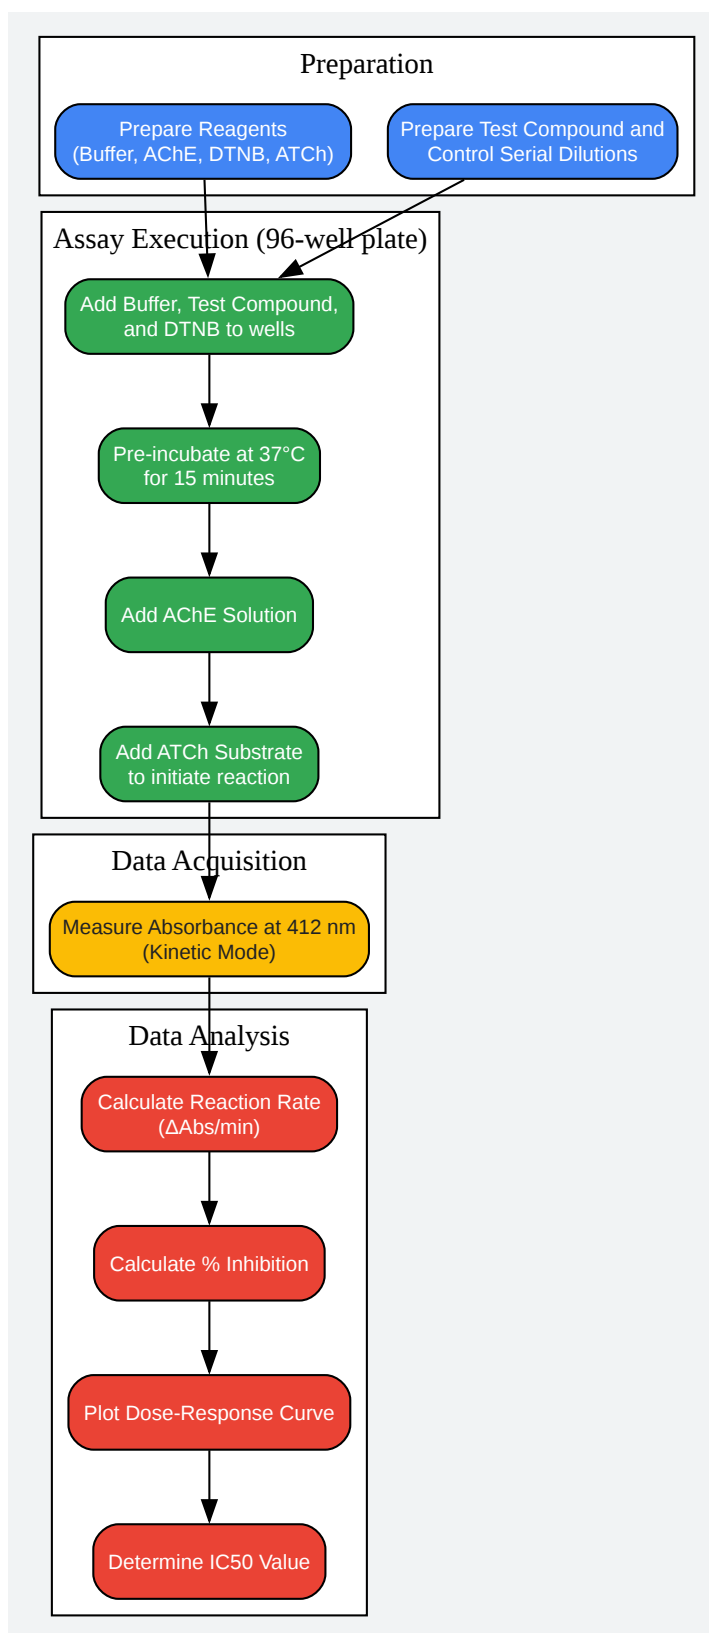 Preparation
Prepare Reagents
(Buffer, AChE, DTNB, ATCh)
Prepare Test Compound and
Control Serial Dilutions
Assay Execution (96-well plate)
Add Buffer, Test Compound,
and DTNB to wells
Pre-incubate at 37°C
for 15 minutes
Add AChE Solution
Add ATCh Substrate
to initiate reaction
Data Acquisition
Measure Absorbance at 412 nm
(Kinetic Mode)
Data Analysis
Calculate Reaction Rate
(ΔAbs/min)
Calculate % Inhibition
Plot Dose-Response Curve
Determine IC50 Value